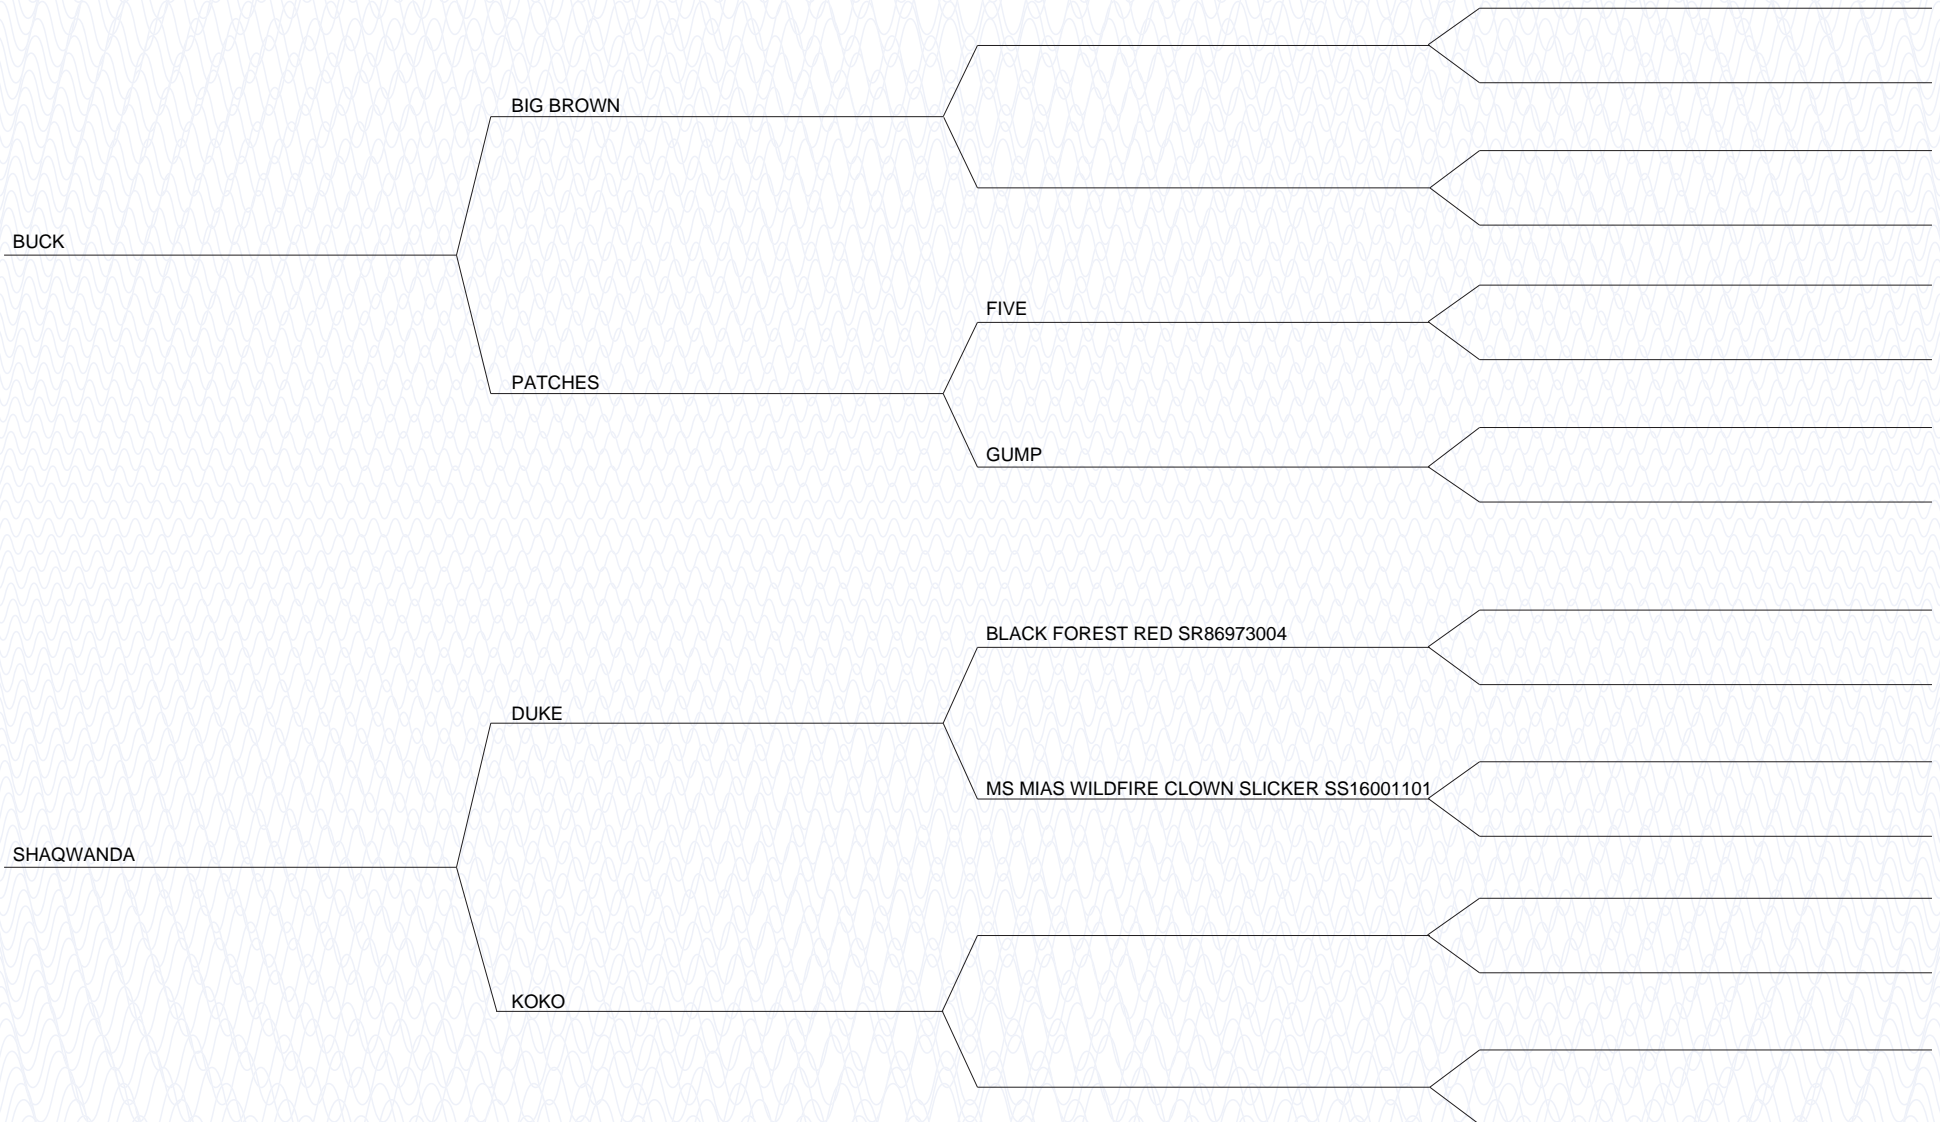 BIG BROWN
BUCK
FIVE
PATCHES
GUMP
BLACK FOREST RED SR86973004
DUKE
MS MIAS WILDFIRE CLOWN SLICKER SS16001101
SHAQWANDA
KOKO